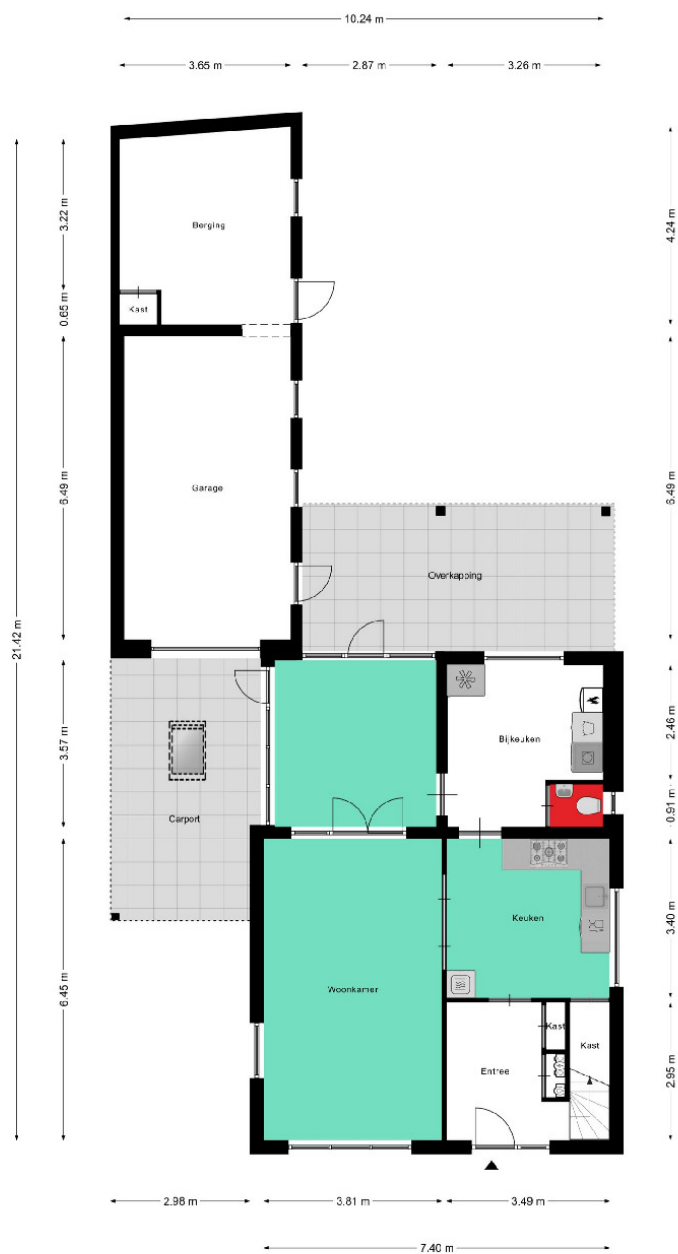 10.24 m
3.65 m
2.87 m
3.26 m
21.42 m
3.22 m
0.65 m
6.49 m
3.57 m
6.45 m
4.24 m
6.49 m
2.46 m
0.91 m
3.40 m
2.95 m
Berging
Kast
Garage
Overkapping
Bijkeuken
Carport
Keuken
Woonkamer
Kast
Kast
Entree
2.98 m
3.81 m
3.49 m
7.40 m